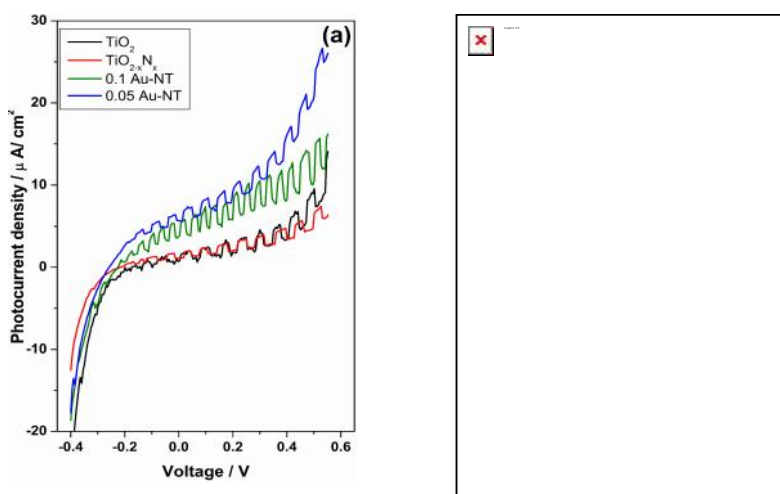 (a)
TiO₂
TiO₂₋ₓNₓ
0.1 Au-NT
0.05 Au-NT
Photocurrent density / μ A/ cm²
30
20
10
0
-10
-20
-0.4 -0.2 0.0 0.2 0.4 0.6
Voltage / V